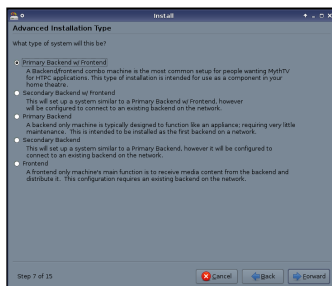 Install
Advanced Installation Type
What type of system will this be?
Primary Backend w/ Frontend
A Backend/frontend combo machine is the most common setup for people wanting MythTV
for HTPC applications. This type of installation is intended for use as a component in your
home theatre.
Secondary Backend w/ Frontend
This will set up a system similar to a Primary Backend w/ Frontend, however
will be configured to connect to an existing backend on the network.
Primary Backend
A backend only machine is typically designed to function like an appliance; requiring very little
maintenance. This is intended to be installed as the first backend on a network.
Secondary Backend
This will set up a system similar to a Primary Backend, however it will be configured to
connect to an existing backend on the network.
Frontend
A frontend only machine's main function is to receive media content from the backend and
distribute it. This configuration requires an existing backend on the network.
Step 7 of 15
Cancel
Back
Forward